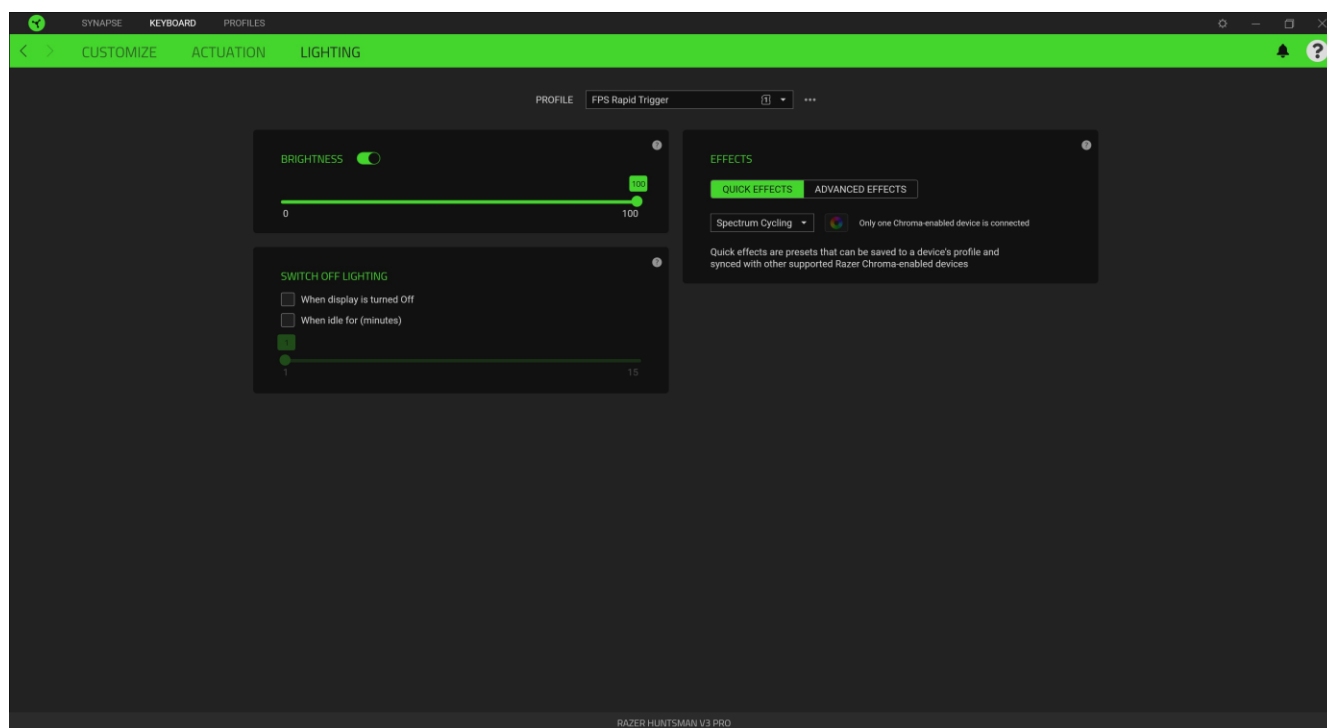 SYNAPSE KEYBOARD PROFILES
CUSTOMIZE ACTUATION LIGHTING
?
PROFILE FPS Rapid Trigger 1 •••
?
BRIGHTNESS
100
0 100
?
SWITCH OFF LIGHTING
When display is turned Off
When idle for (minutes)
1
1 15
?
EFFECTS
QUICK EFFECTS ADVANCED EFFECTS
Spectrum Cycling Only one Chroma-enabled device is connected
Quick effects are presets that can be saved to a device's profile and
synced with other supported Razer Chroma-enabled devices
RAZER HUNTSMAN V3 PRO